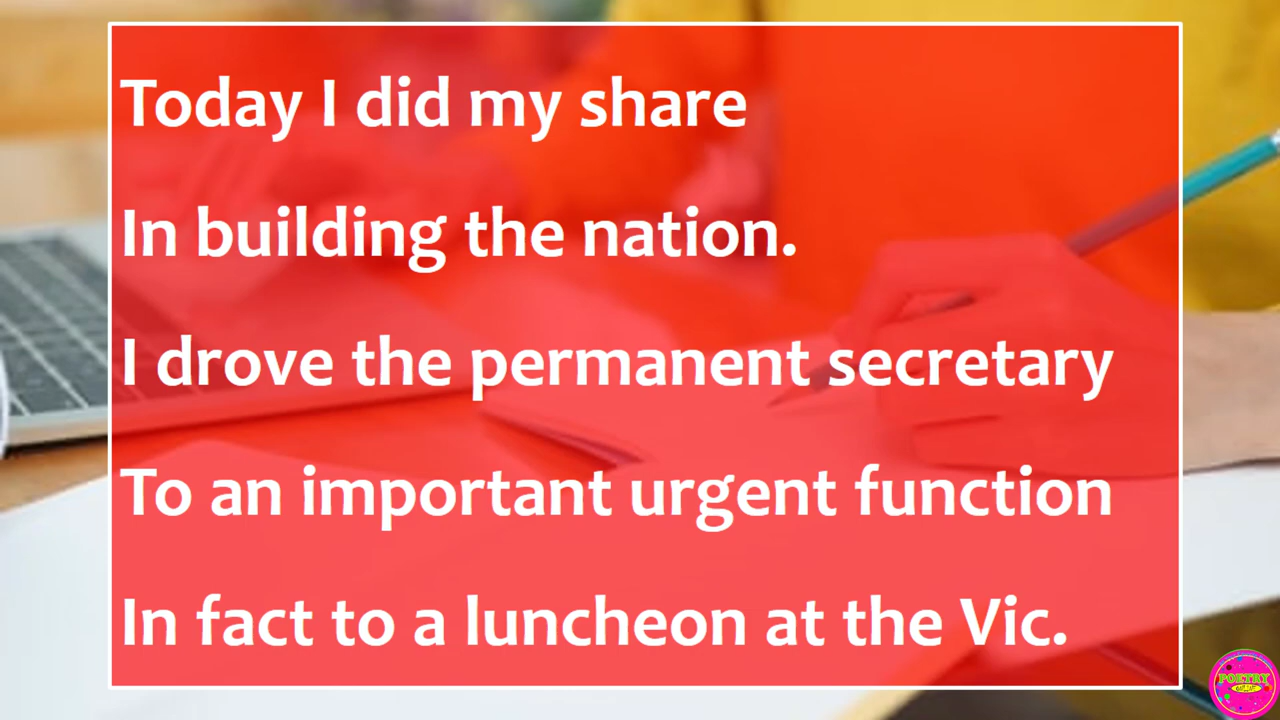 Today I did my share
In building the nation.
I drove the permanent secretary
To an important urgent function
In fact to a luncheon at the Vic.
POETRY